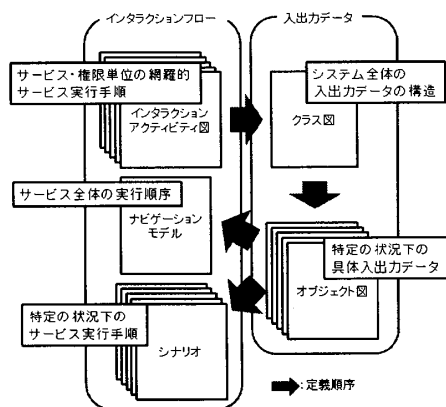 インタラクションフロー
入出力データ
サービス・権限単位の網羅的
サービス実行手順
インタラクション
アクティビティ図
システム全体の
入出力データの構造
クラス図
サービス全体の実行順序
ナビゲーション
モデル
特定の状況下の
具体入出力データ
オブジェクト図
特定の状況下の
サービス実行手順
シナリオ
:定義順序